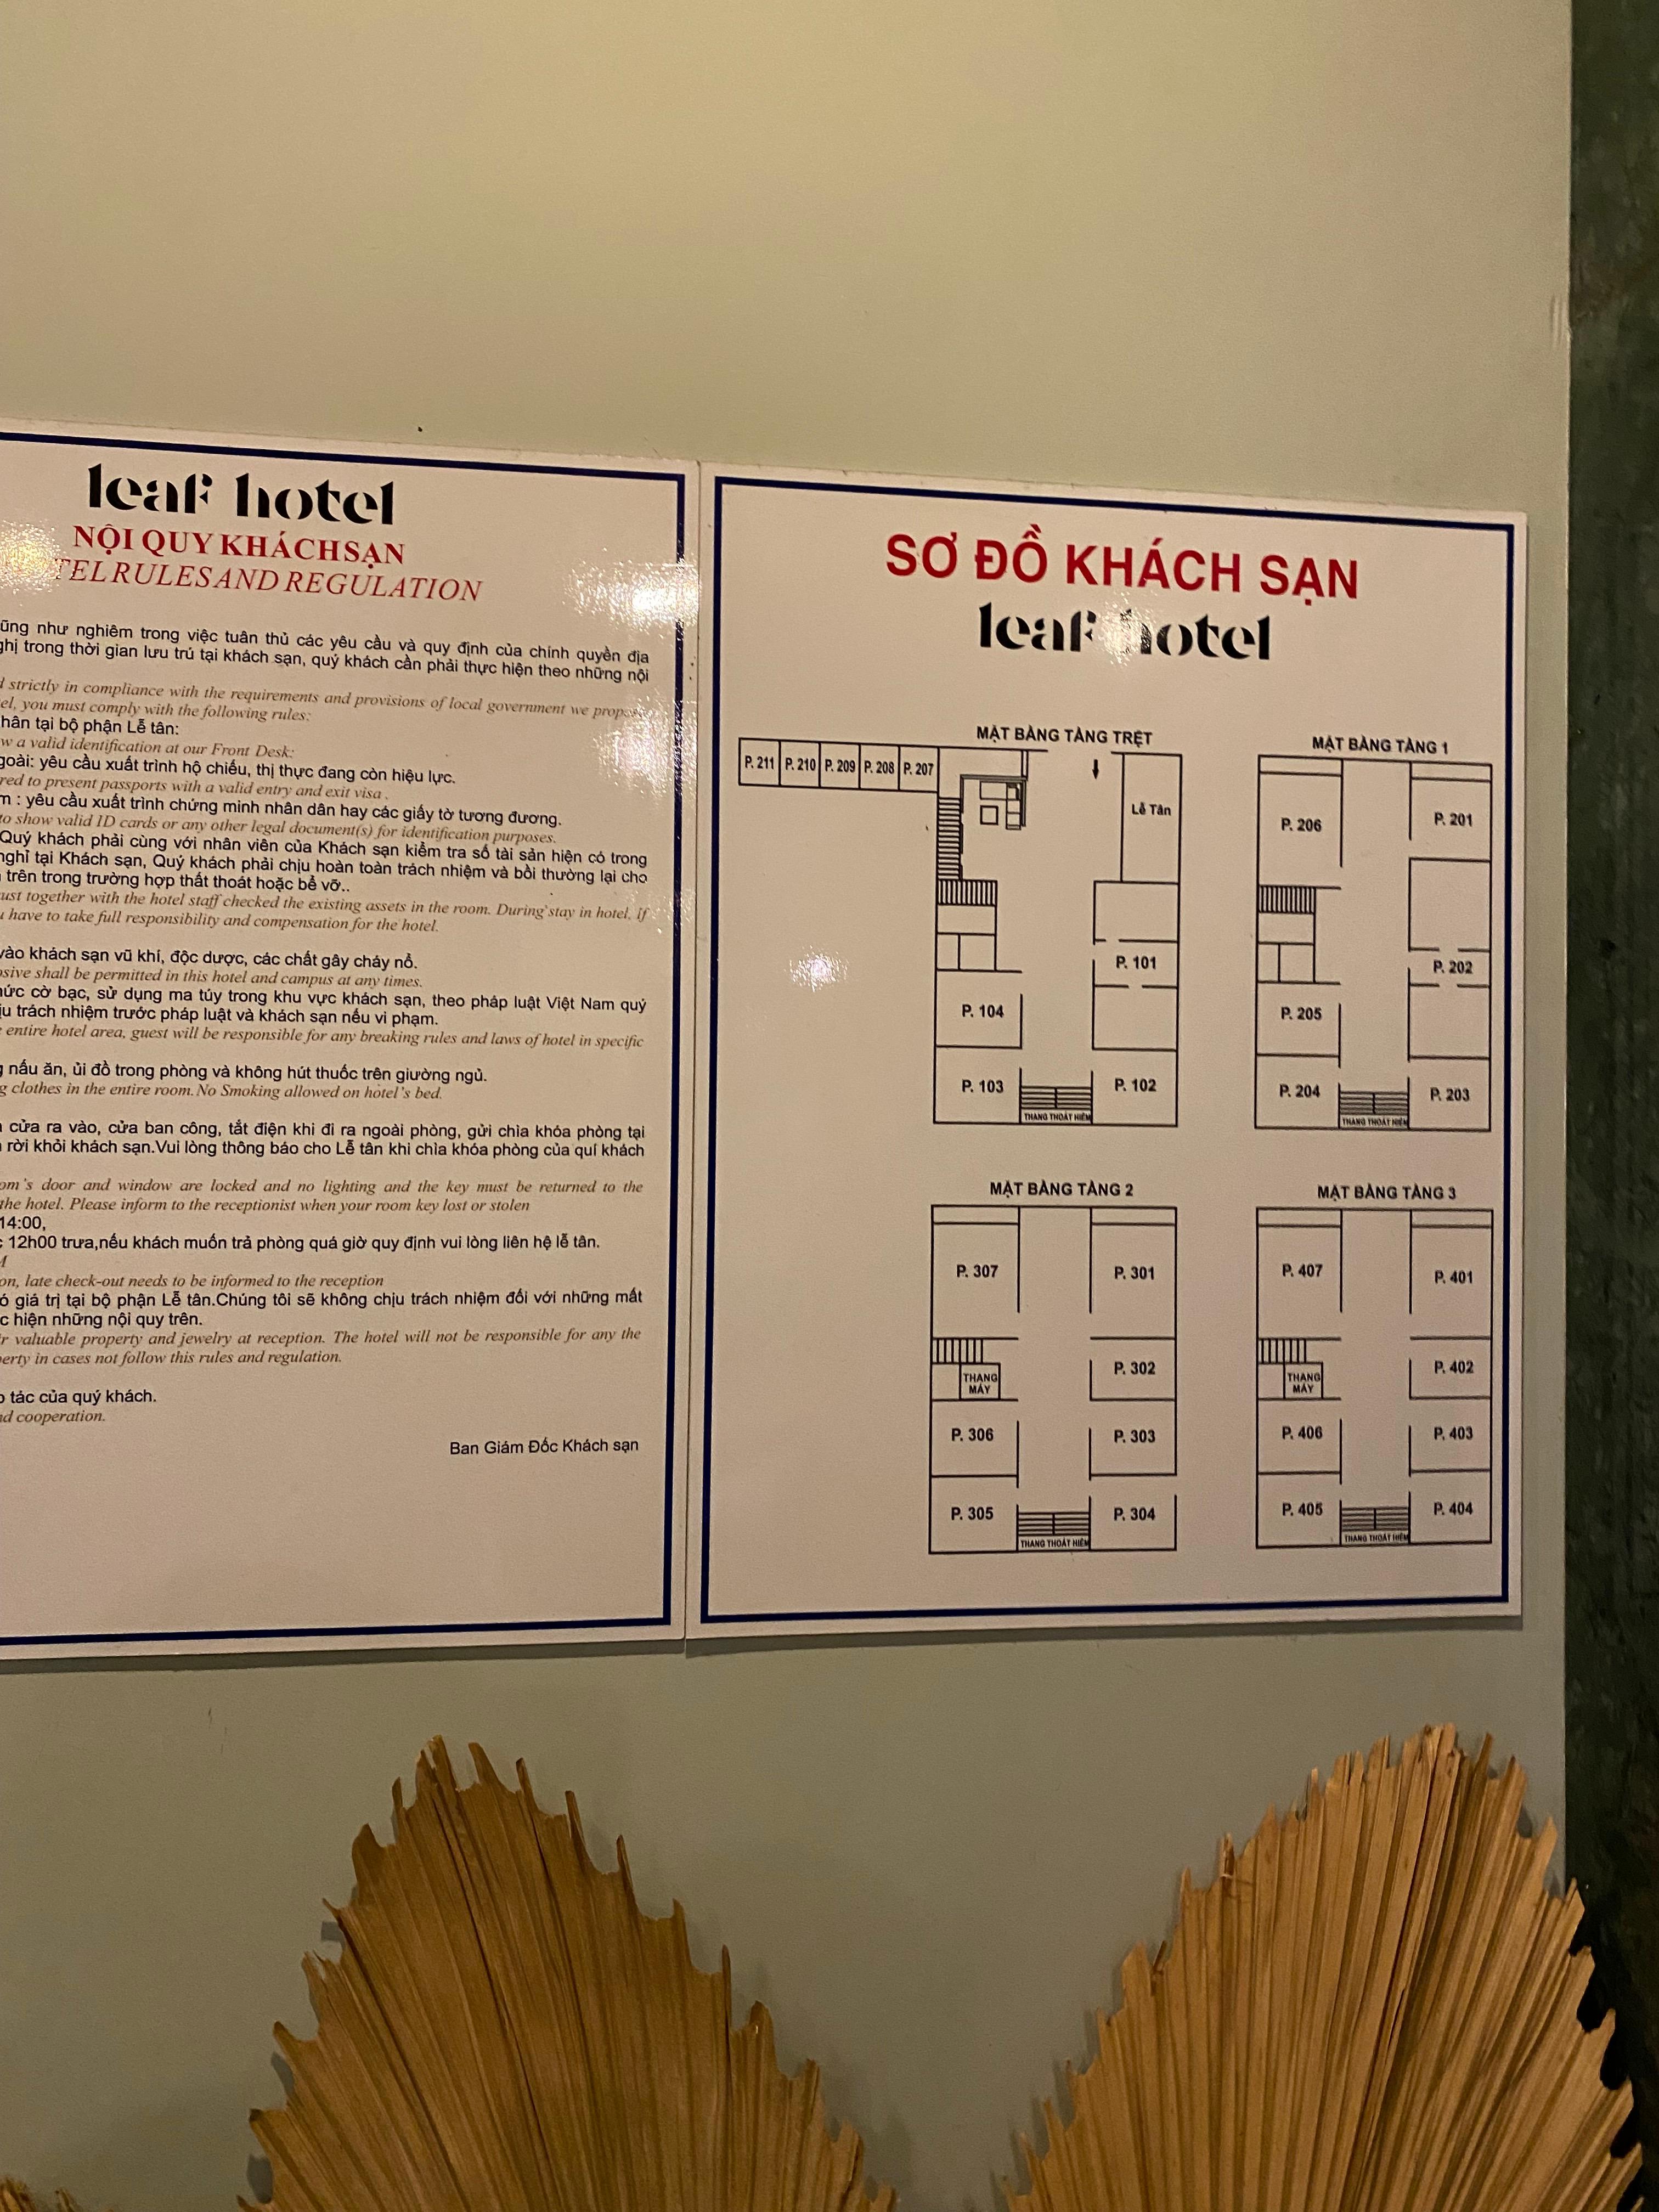 leaf hotel
NỘI QUY KHÁCH SẠN
TEL RULES AND REGULATION
ũng như nghiêm trong việc tuân thủ các yêu cầu và quy định của chính quyền địa
ghị trong thời gian lưu trú tại khách sạn, quý khách cần phải thực hiện theo những nội
d strictly in compliance with the requirements and provisions of local government we propose
el, you must comply with the following rules:
hân tại bộ phận Lễ tân:
w a valid identification at our Front Desk:
goài: yêu cầu xuất trình hộ chiếu, thị thực đang còn hiệu lực.
red to present passports with a valid entry and exit visa .
m : yêu cầu xuất trình chứng minh nhân dân hay các giấy tờ tương đương.
to show valid ID cards or any other legal document(s) for identification purposes.
Quý khách phải cùng với nhân viên của Khách sạn kiểm tra số tài sản hiện có trong
nghỉ tại Khách sạn, Quý khách phải chịu hoàn toàn trách nhiệm và bồi thường lại cho
trên trong trường hợp thất thoát hoặc bể vỡ..
ust together with the hotel staff checked the existing assets in the room. During stay in hotel, if
u have to take full responsibility and compensation for the hotel.
vào khách sạn vũ khí, độc dược, các chất gây cháy nổ.
osive shall be permitted in this hotel and campus at any times.
hức cờ bạc, sử dụng ma túy trong khu vực khách sạn, theo pháp luật Việt Nam quý
ịu trách nhiệm trước pháp luật và khách sạn nếu vi phạm.
entire hotel area, guest will be responsible for any breaking rules and laws of hotel in specific
g nấu ăn, ủi đồ trong phòng và không hút thuốc trên giường ngủ.
g clothes in the entire room. No Smoking allowed on hotel's bed.
cửa ra vào, cửa ban công, tắt điện khi đi ra ngoài phòng, gửi chìa khóa phòng tại
rời khỏi khách sạn.Vui lòng thông báo cho Lễ tân khi chìa khóa phòng của quí khách
om's door and window are locked and no lighting and the key must be returned to the
the hotel. Please inform to the receptionist when your room key lost or stolen
14:00,
12h00 trưa,nếu khách muốn trả phòng quá giờ quy định vui lòng liên hệ lễ tân.
M
on, late check-out needs to be informed to the reception
ó giá trị tại bộ phận Lễ tân.Chúng tôi sẽ không chịu trách nhiệm đối với những mất
c hiện những nội quy trên.
r valuable property and jewelry at reception. The hotel will not be responsible for any the
perty in cases not follow this rules and regulation.
p tác của quý khách.
nd cooperation.
Ban Giám Đốc Khách sạn
SƠ ĐỒ KHÁCH SẠN
leaf hotel
MẶT BẰNG TẦNG TRỆT
P. 211 P. 210 P. 209 P. 208 P. 207
Lễ Tân
P. 101
P. 104
P. 103
P. 102
THANG THOÁT HIỂM
MẶT BẰNG TẦNG 1
P. 206
P. 201
P. 202
P. 205
P. 204
P. 203
THANG THOÁT HIỂM
MẶT BẰNG TẦNG 2
P. 307
P. 301
P. 302
THANG
MÁY
P. 306
P. 303
P. 305
P. 304
THANG THOÁT HIỂM
MẶT BẰNG TẦNG 3
P. 407
P. 401
P. 402
THANG
MÁY
P. 406
P. 403
P. 405
P. 404
THANG THOÁT HIỂM